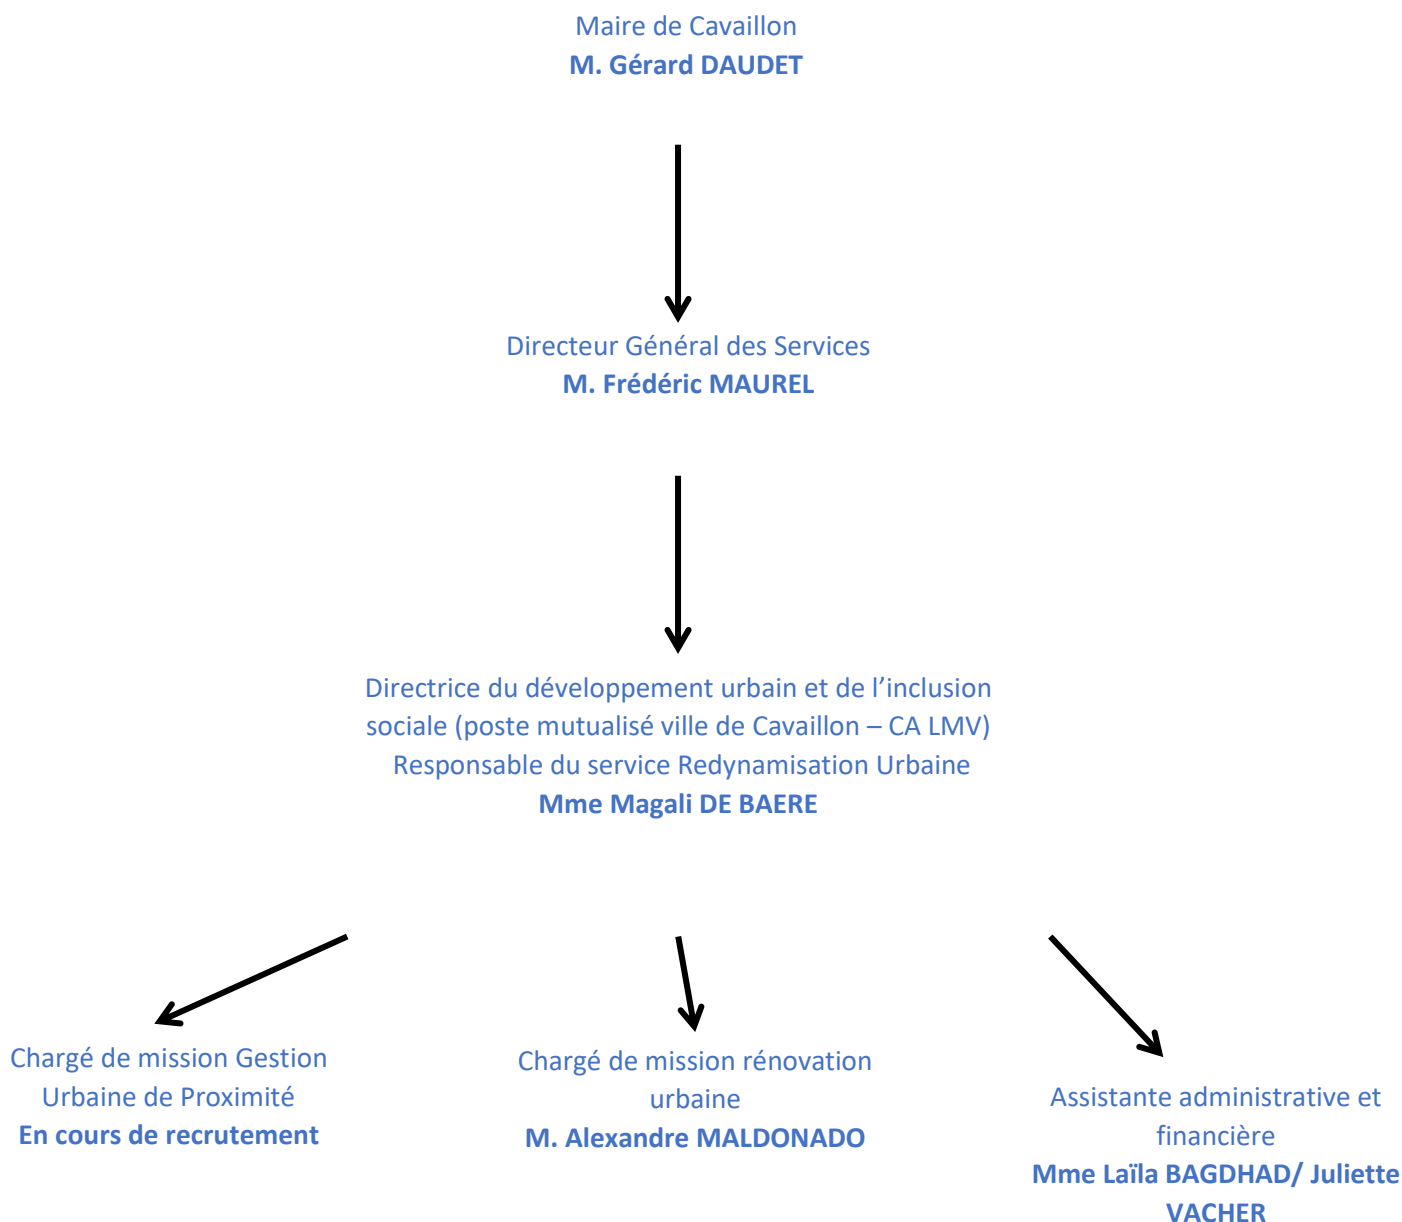 Maire de Cavaillon
M. Gérard DAUDET
Directeur Général des Services
M. Frédéric MAUREL
Directrice du développement urbain et de l’inclusion
sociale (poste mutualisé ville de Cavaillon – CA LMV)
Responsable du service Redynamisation Urbaine
Mme Magali DE BAERE
Chargé de mission Gestion
Urbaine de Proximité
En cours de recrutement
Chargé de mission rénovation
urbaine
M. Alexandre MALDONADO
Assistante administrative et
financière
Mme Laïla BAGDHAD/ Juliette
VACHER